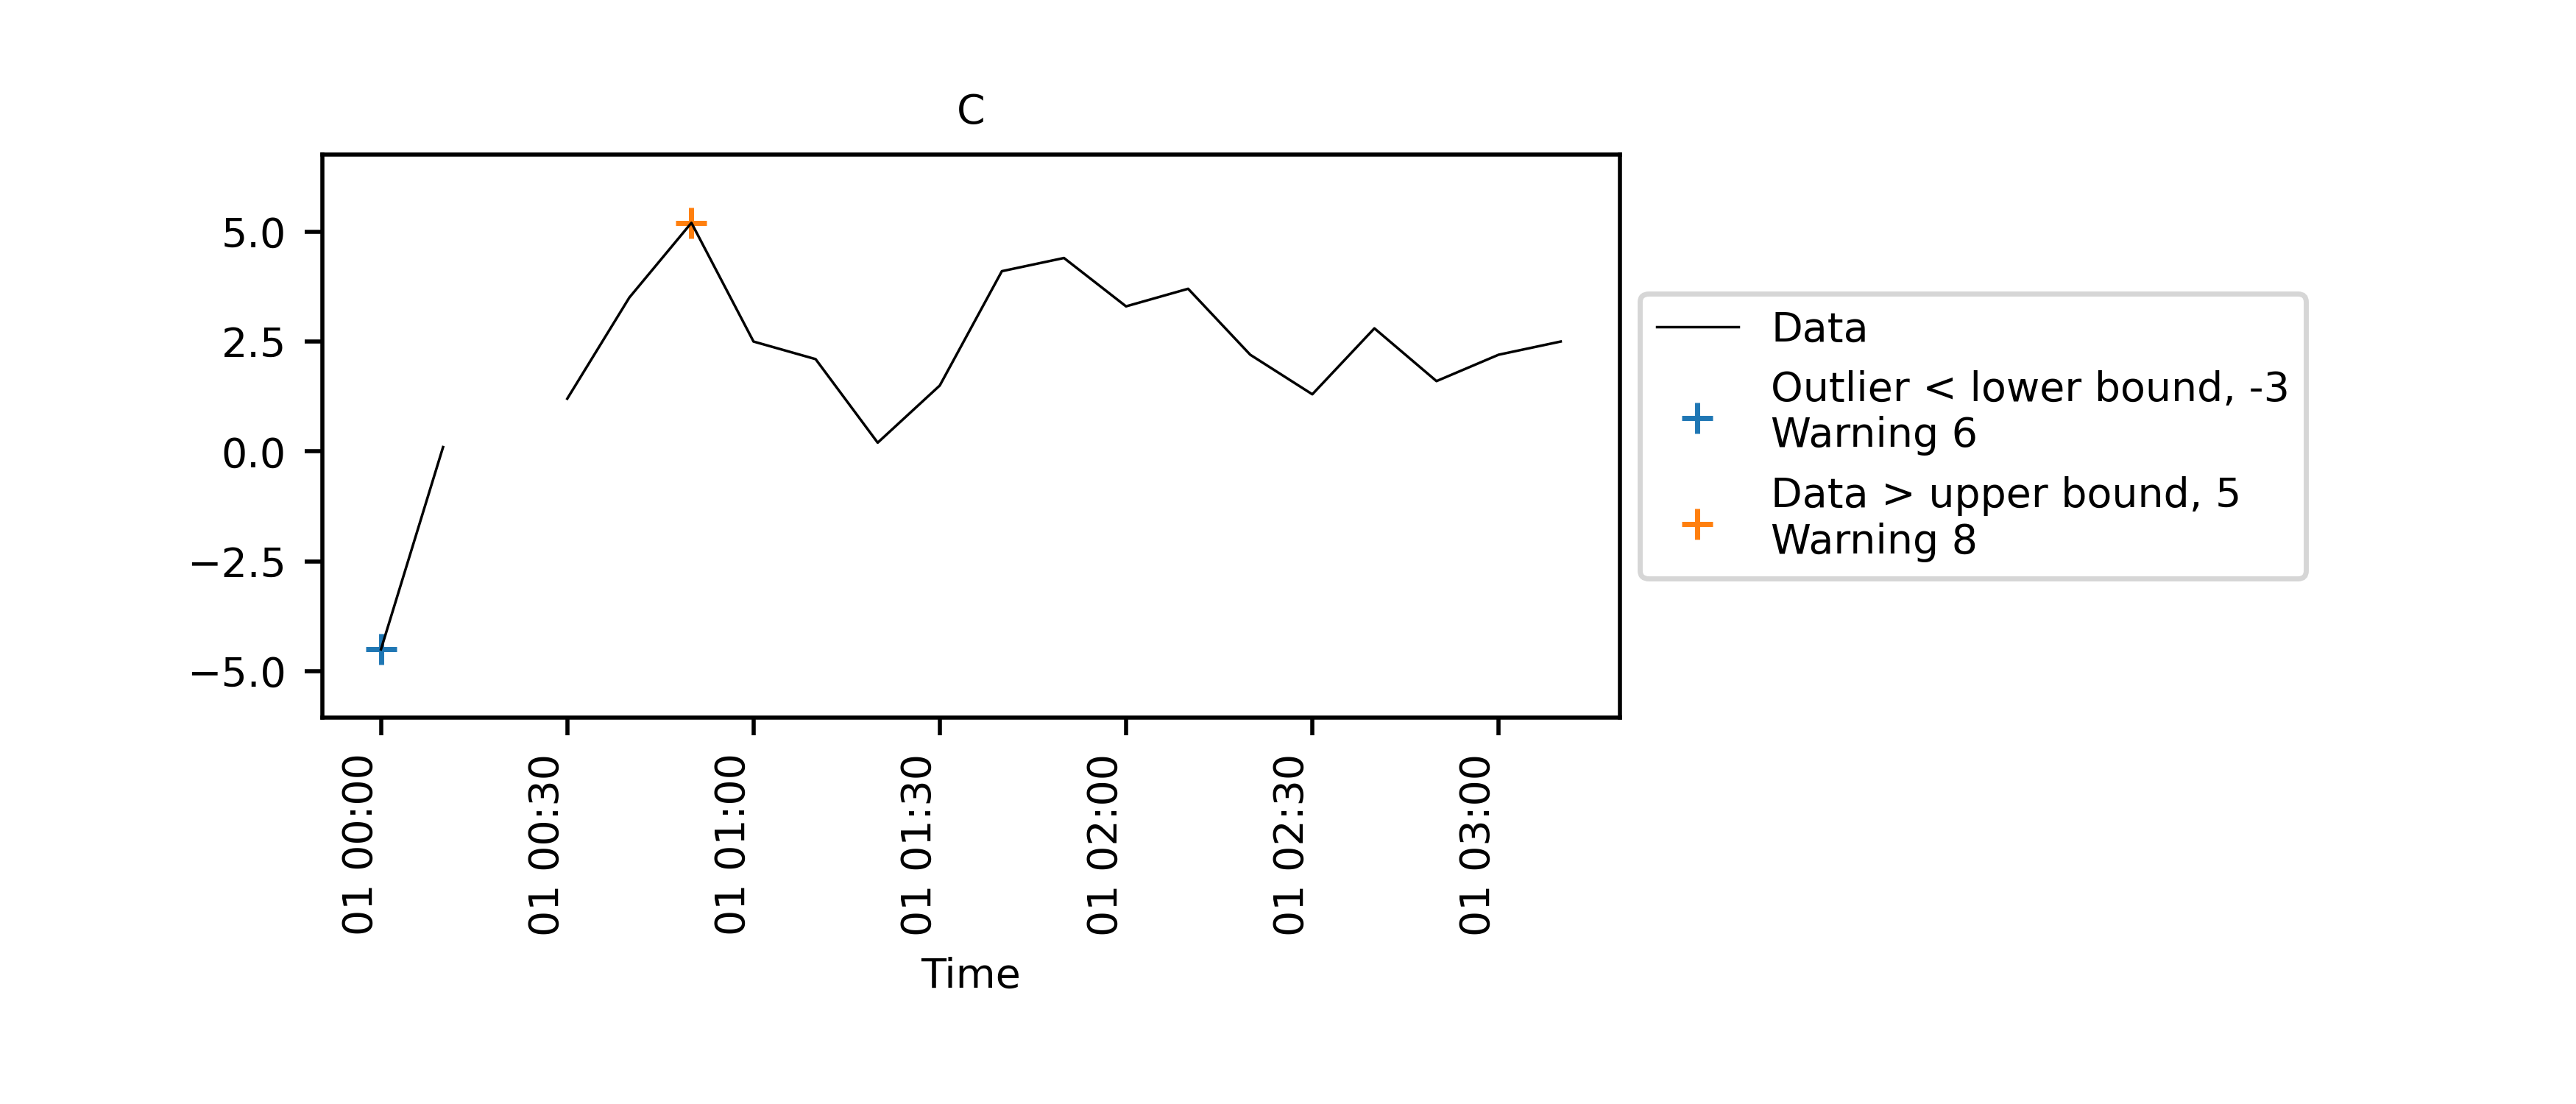 C
5.0
2.5
0.0
−2.5
−5.0
01 00:00
01 00:30
01 01:00
01 01:30
01 02:00
01 02:30
01 03:00
Time
Data
Outlier < lower bound, -3
Warning 6
Data > upper bound, 5
Warning 8